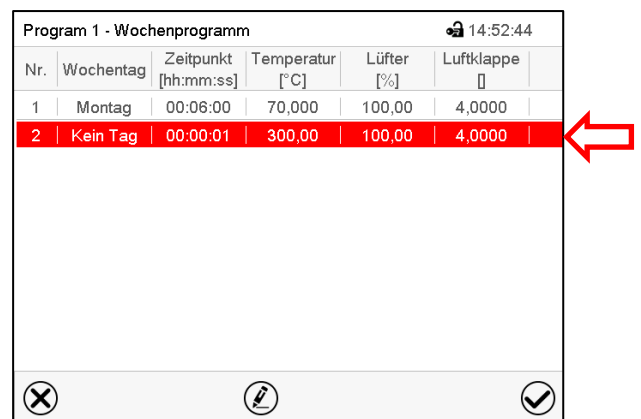 Program 1 - Wochenprogramm 14:52:44
Nr. Wochentag Zeitpunkt [hh:mm:ss] Temperatur [°C] Lüfter [%] Luftklappe []
1 Montag 00:06:00 70,000 100,00 4,0000
2 Kein Tag 00:00:01 300,00 100,00 4,0000